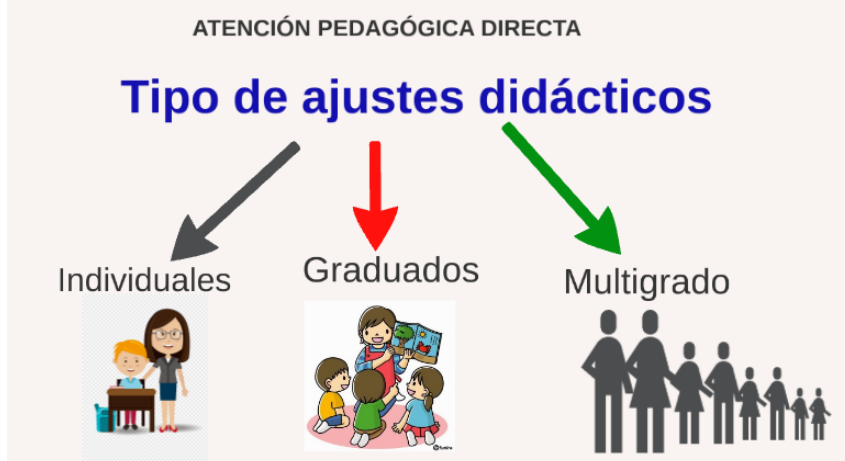 ATENCIÓN PEDAGÓGICA DIRECTA
Tipo de ajustes didácticos
Individuales
Graduados
Multigrado